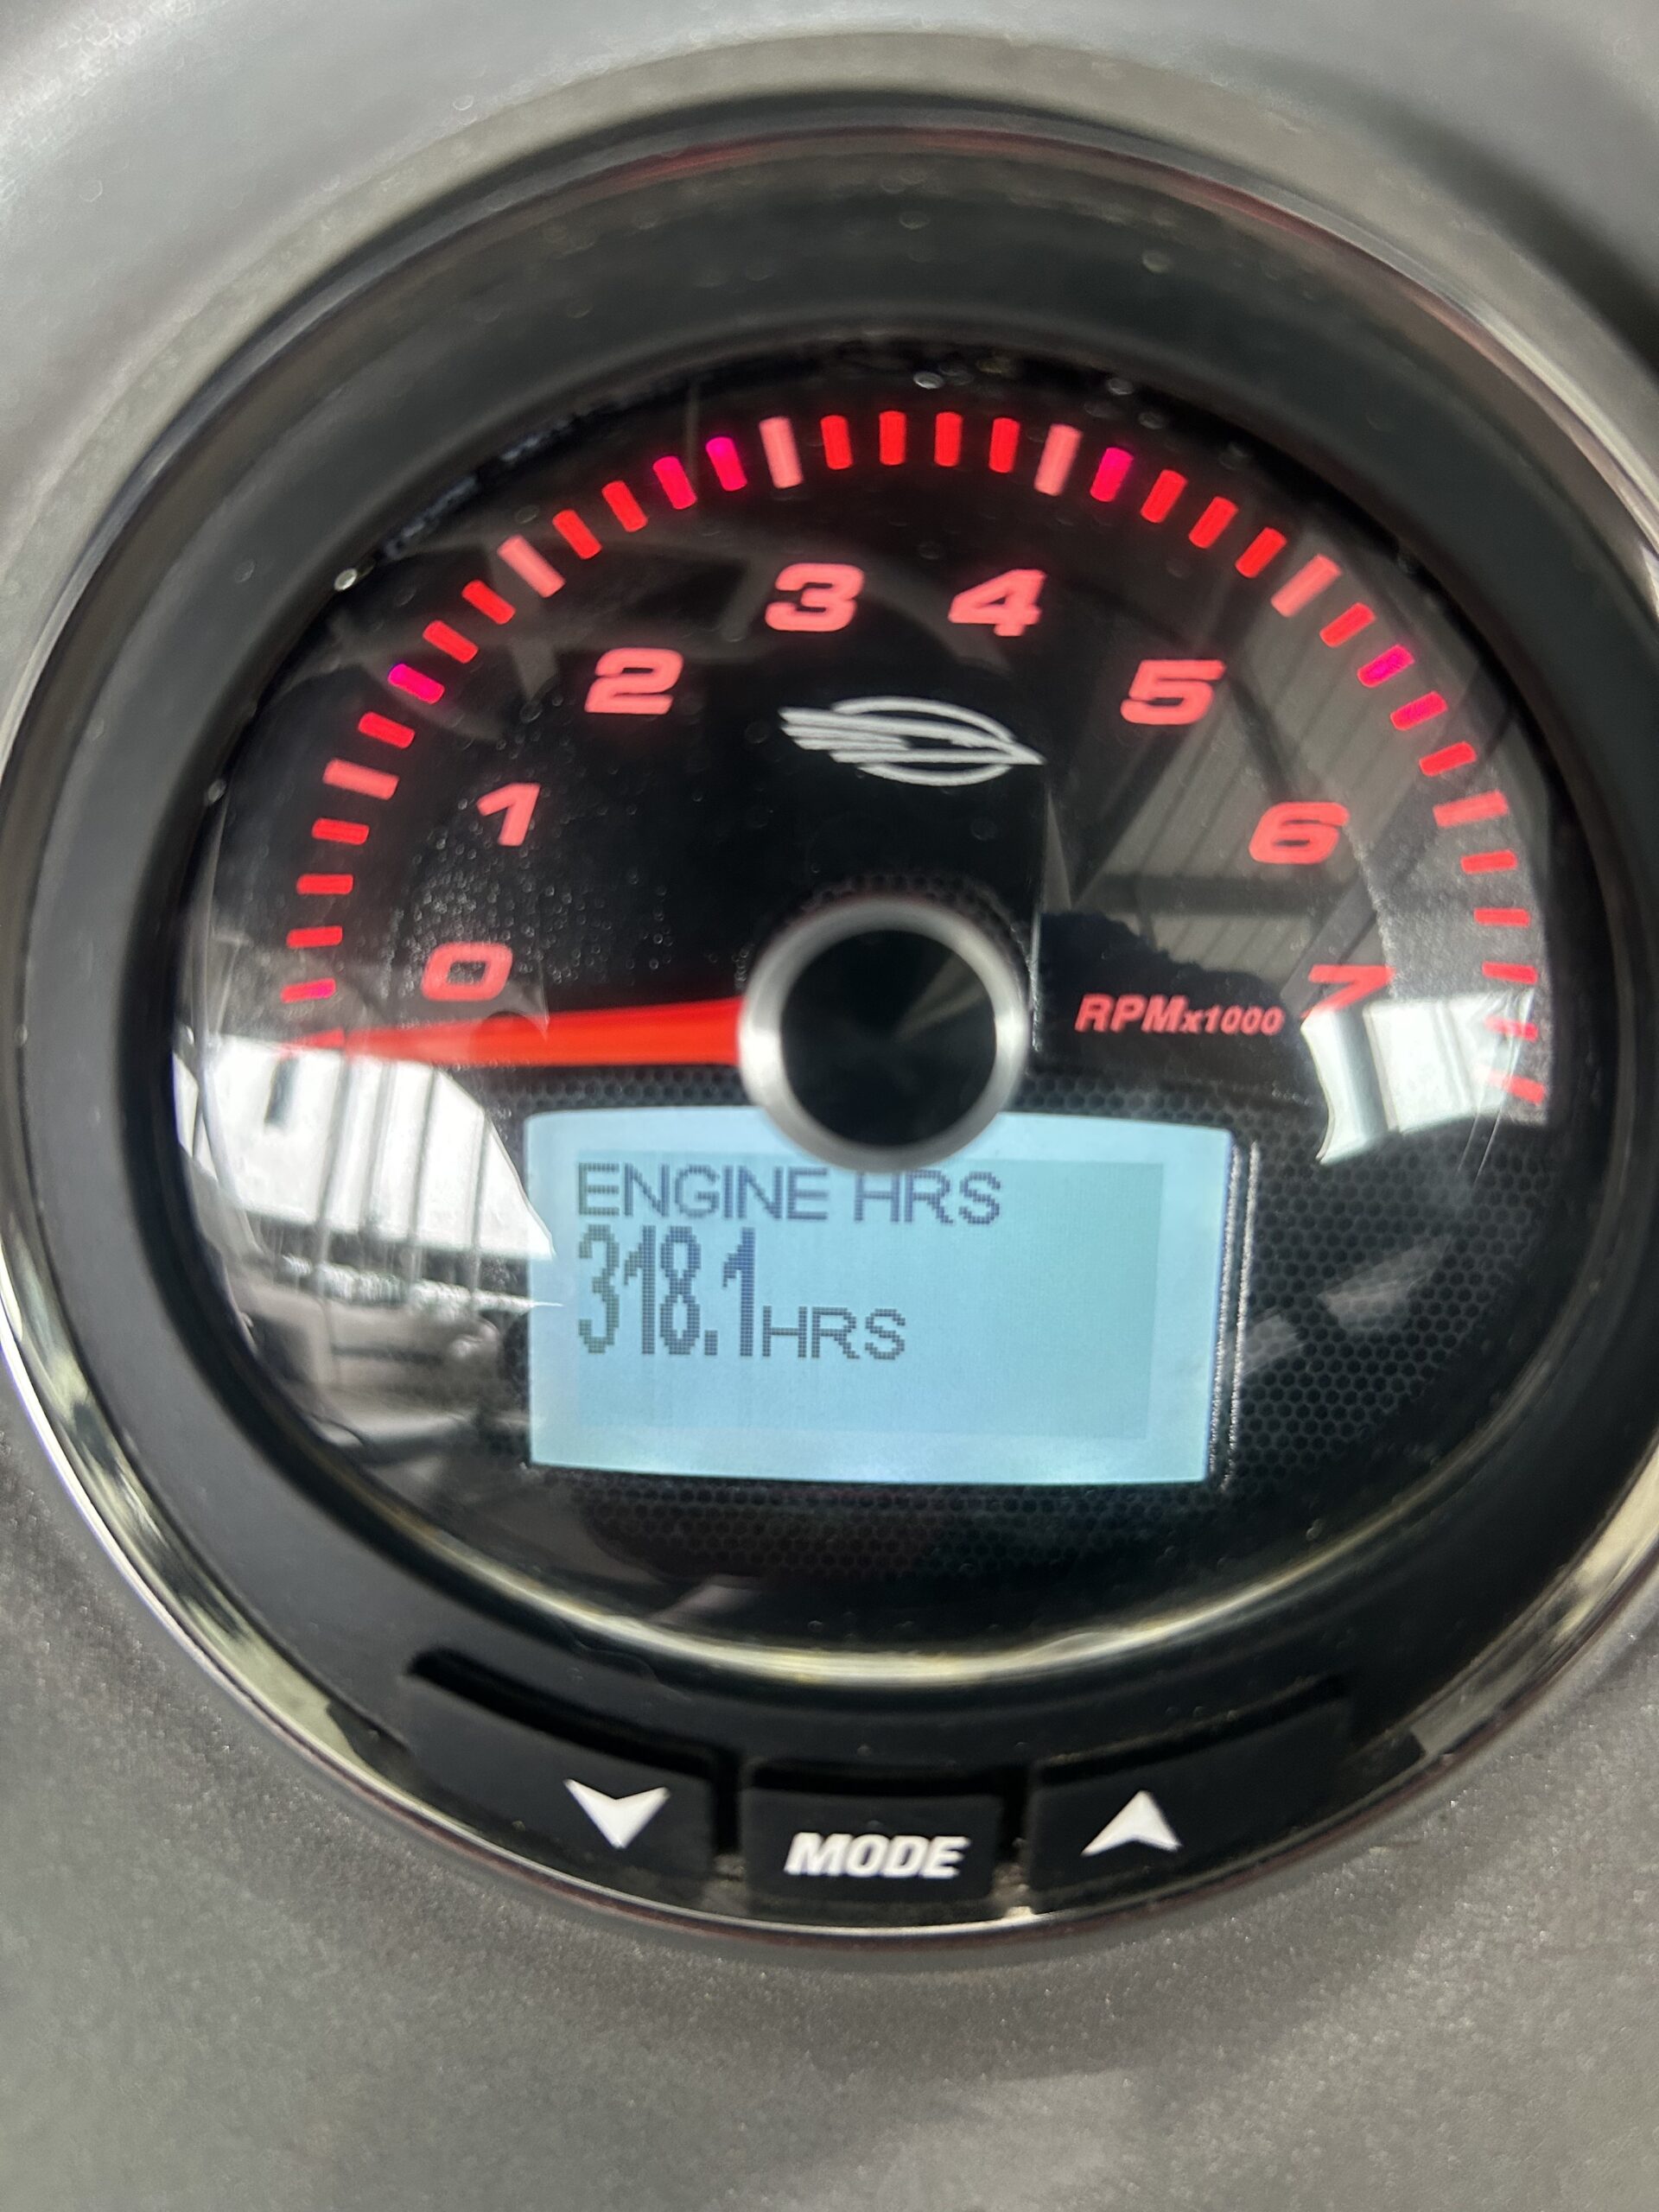 0
1
2
3
4
5
6
7
RPMx1000
ENGINE HRS
318.1HRS
MODE